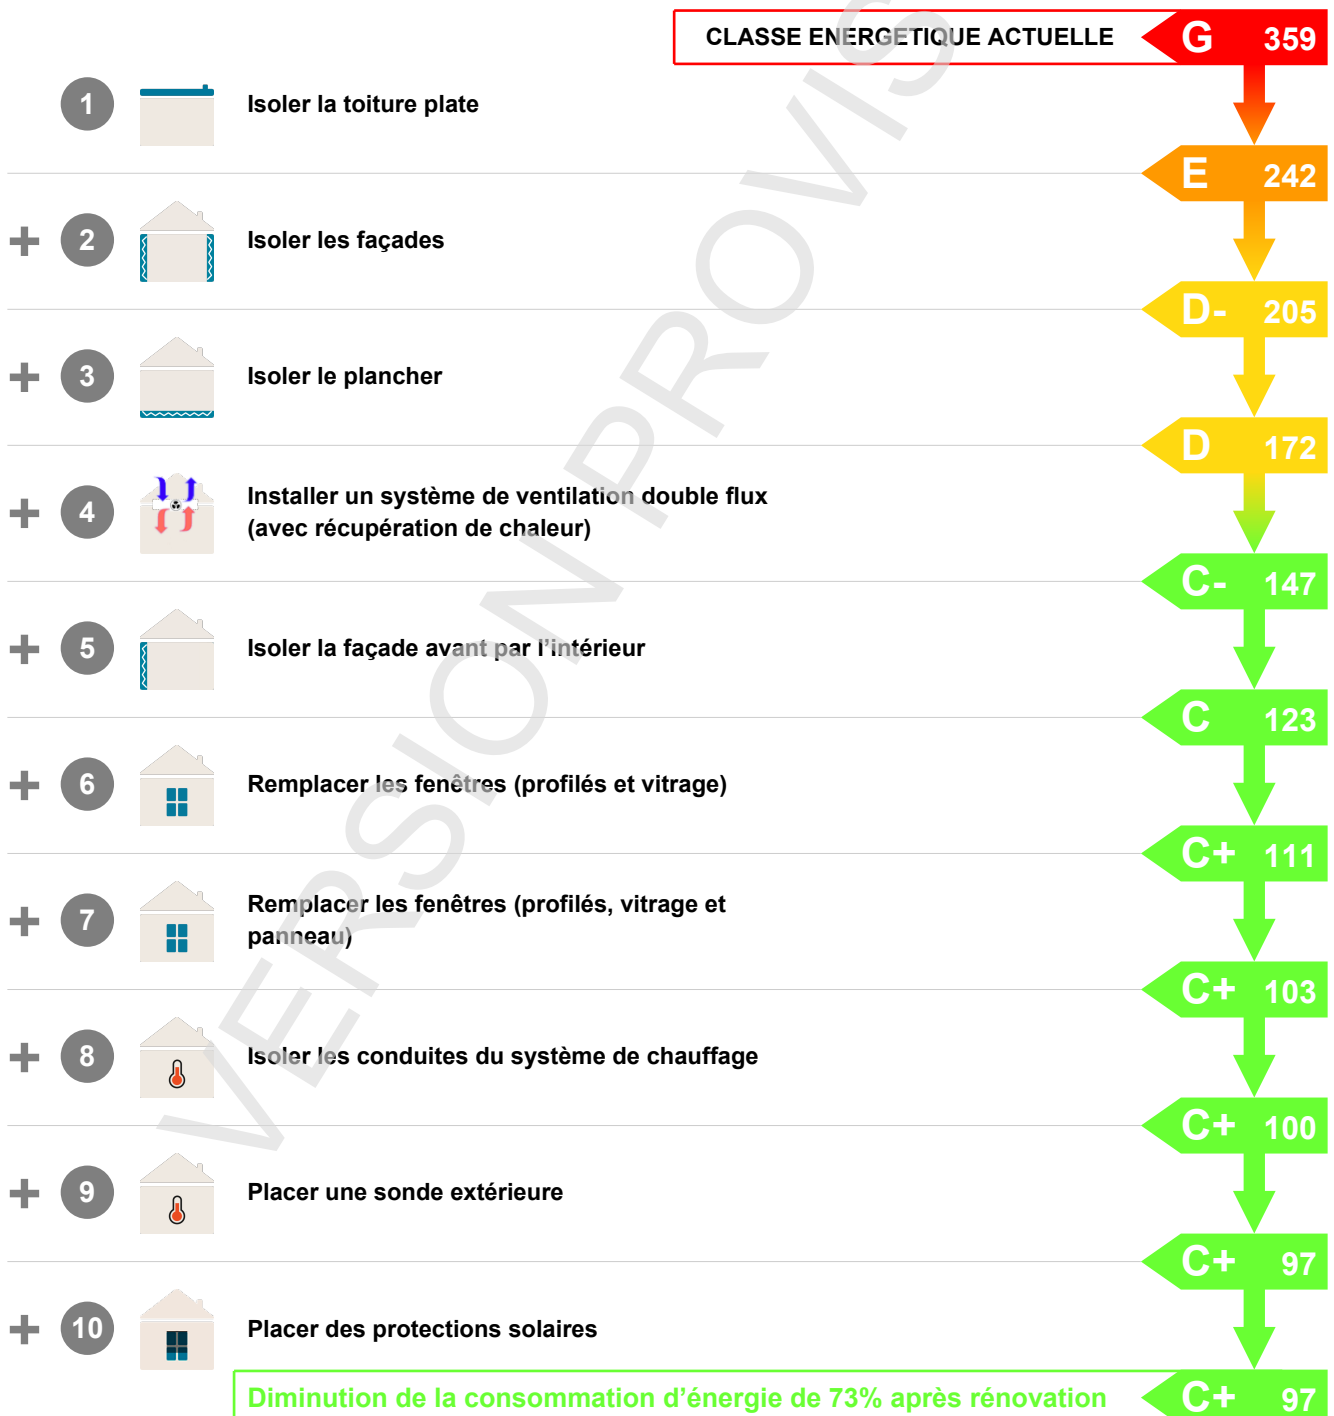 CLASSE ENERGETIQUE ACTUELLE G 359
1 Isoler la toiture plate
E 242
+ 2 Isoler les façades
D- 205
+ 3 Isoler le plancher
D 172
+ 4 Installer un système de ventilation double flux
(avec récupération de chaleur)
C- 147
+ 5 Isoler la façade avant par l'intérieur
C 123
+ 6 Remplacer les fenêtres (profilés et vitrage)
C+ 111
+ 7 Remplacer les fenêtres (profilés, vitrage et
panneau)
C+ 103
+ 8 Isoler les conduites du système de chauffage
C+ 100
+ 9 Placer une sonde extérieure
C+ 97
+ 10 Placer des protections solaires
Diminution de la consommation d'énergie de 73% après rénovation C+ 97
VERSION PROVIS